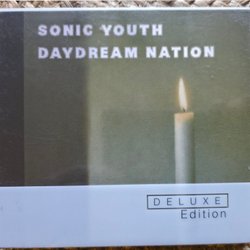 SONIC YOUTH
DAYDREAM NATION
DELUXE
Edition